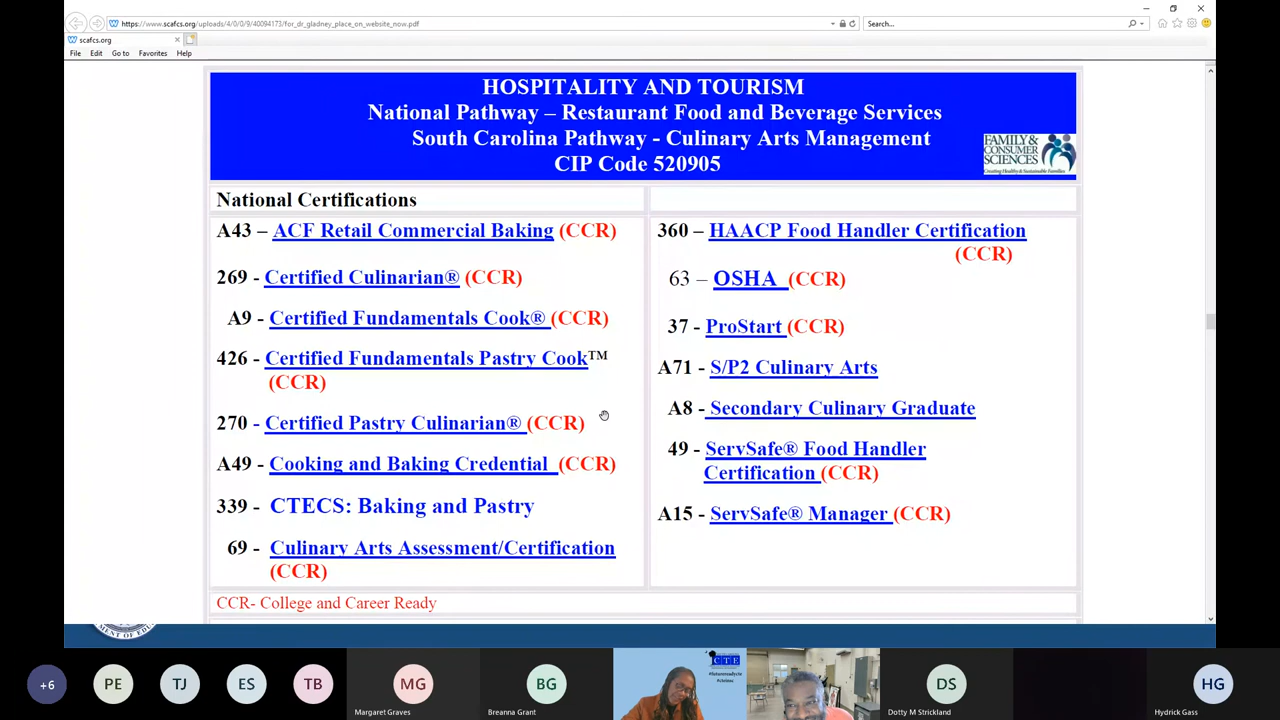 https://www.scafcs.org/uploads/4/0/0/9/40094173/for_dr_gladney_place_on_website_now.pdf
Search...
scafcs.org
File Edit Go to Favorites Help
HOSPITALITY AND TOURISM
National Pathway – Restaurant Food and Beverage Services
South Carolina Pathway - Culinary Arts Management
CIP Code 520905
FAMILY &
CONSUMER
SCIENCES
Creating Healthy & Sustainable Families
National Certifications
A43 – ACF Retail Commercial Baking (CCR)
269 - Certified Culinarian® (CCR)
A9 - Certified Fundamentals Cook® (CCR)
426 - Certified Fundamentals Pastry Cook™
(CCR)
270 - Certified Pastry Culinarian® (CCR)
A49 - Cooking and Baking Credential (CCR)
339 - CTECS: Baking and Pastry
69 - Culinary Arts Assessment/Certification
(CCR)
360 – HAACP Food Handler Certification
(CCR)
63 – OSHA (CCR)
37 - ProStart (CCR)
A71 - S/P2 Culinary Arts
A8 - Secondary Culinary Graduate
49 - ServSafe® Food Handler
Certification (CCR)
A15 - ServSafe® Manager (CCR)
CCR- College and Career Ready
+6
PE
TJ
ES
TB
MG
Margaret Graves
BG
Breanna Grant
CTE
DS
Dotty M Strickland
HG
Hydrick Gass